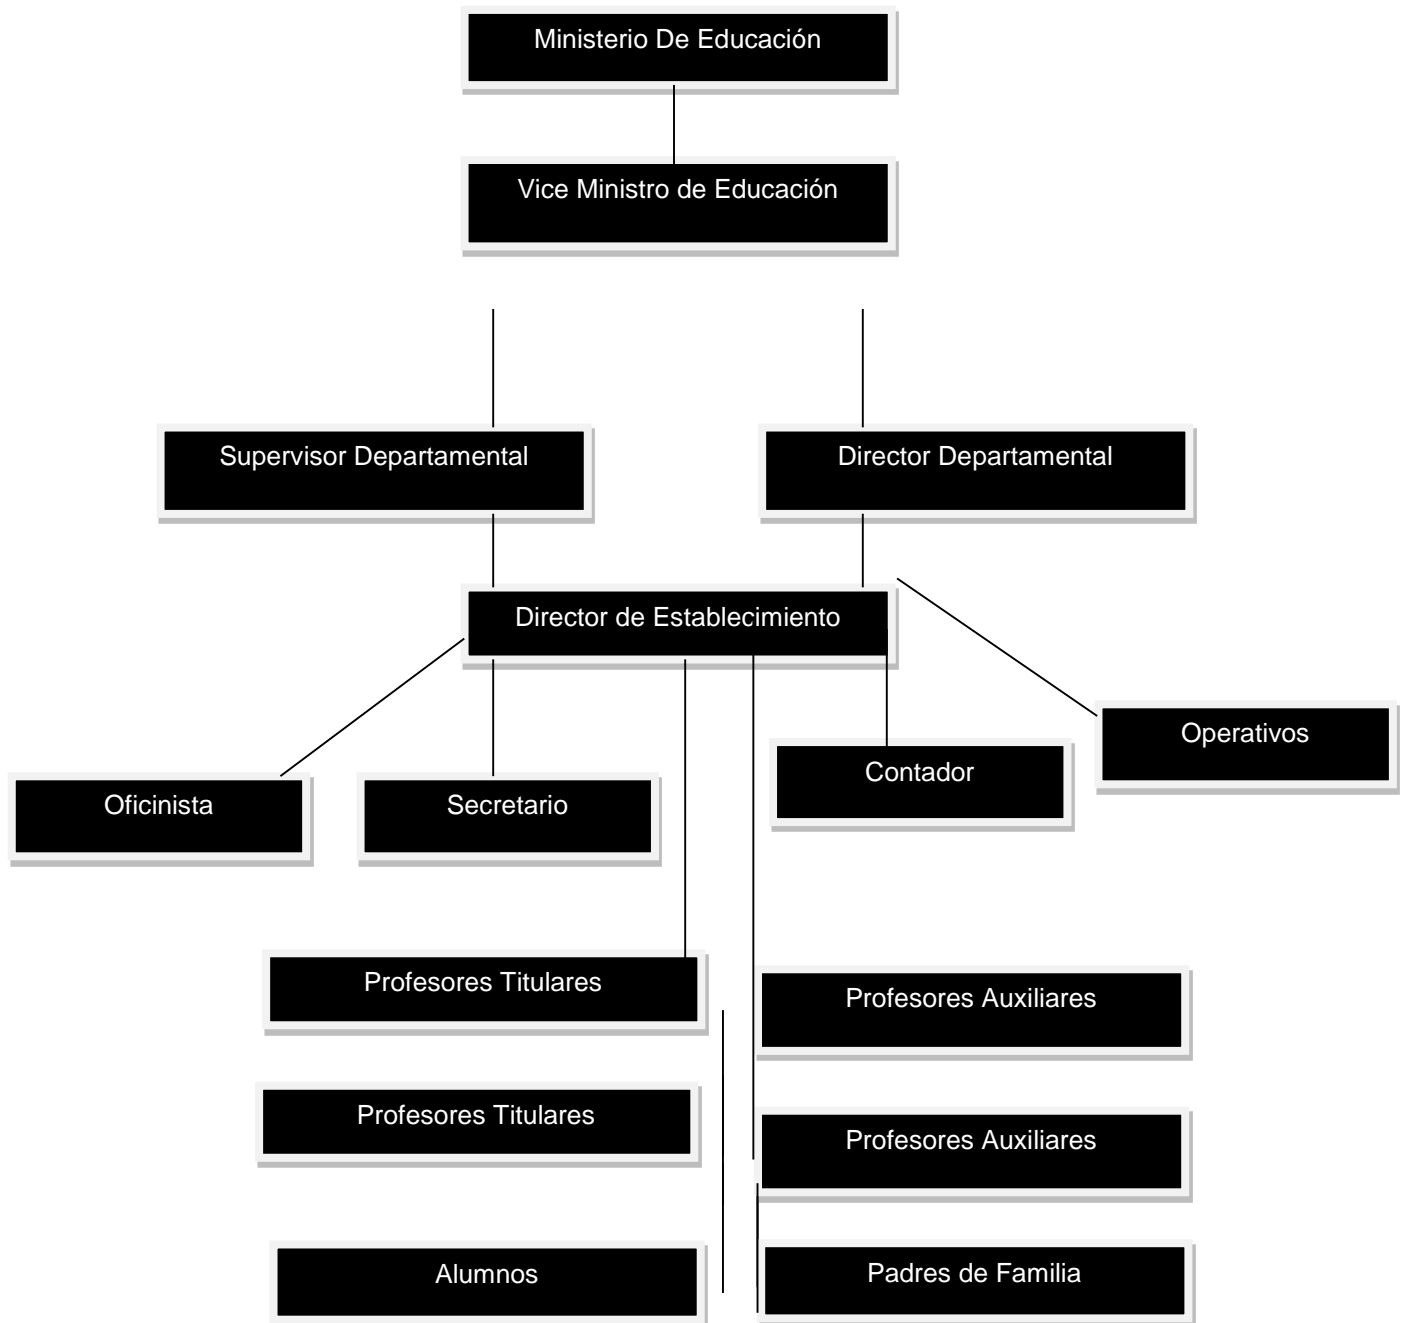 Ministerio De Educación
Vice Ministro de Educación
Supervisor Departamental
Director Departamental
Director de Establecimiento
Operativos
Contador
Oficinista
Secretario
Profesores Titulares
Profesores Auxiliares
Profesores Titulares
Profesores Auxiliares
Alumnos
Padres de Familia